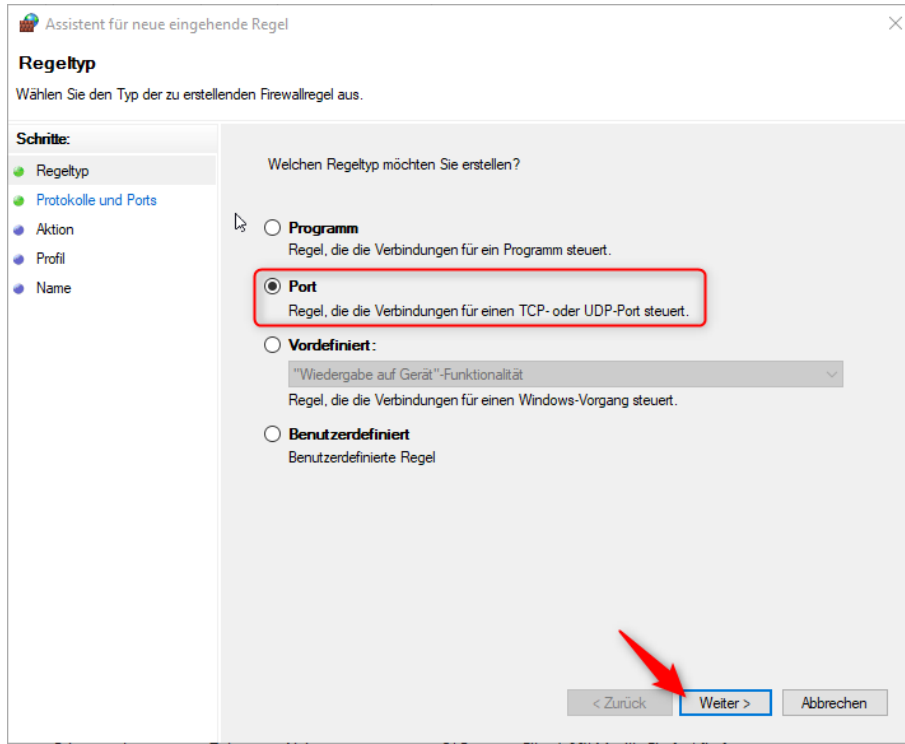 Assistent für neue eingehende Regel
Regeltyp
Wählen Sie den Typ der zu erstellenden Firewallregel aus.
Schritte:
Regeltyp
Protokolle und Ports
Aktion
Profil
Name
Welchen Regeltyp möchten Sie erstellen?
Programm
Regel, die die Verbindungen für ein Programm steuert.
Port
Regel, die die Verbindungen für einen TCP- oder UDP-Port steuert.
Vordefiniert:
"Wiedergabe auf Gerät"-Funktionalität
Regel, die die Verbindungen für einen Windows-Vorgang steuert.
Benutzerdefiniert
Benutzerdefinierte Regel
< Zurück
Weiter >
Abbrechen